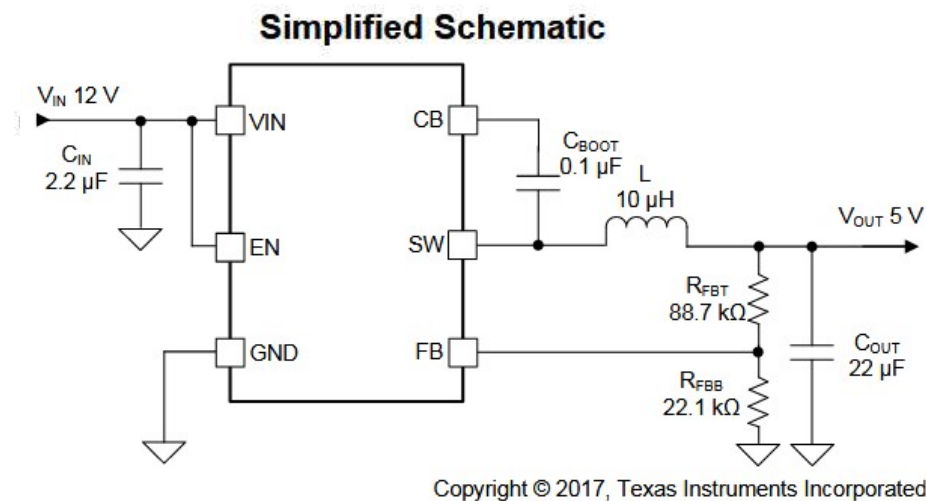 Simplified Schematic
VIN 12 V
VIN
CB
CBOOT
0.1 µF
CIN
2.2 µF
L
10 µH
VOUT 5 V
EN
SW
RFBT
88.7 kΩ
GND
FB
COUT
22 µF
RFBB
22.1 kΩ
Copyright © 2017, Texas Instruments Incorporated